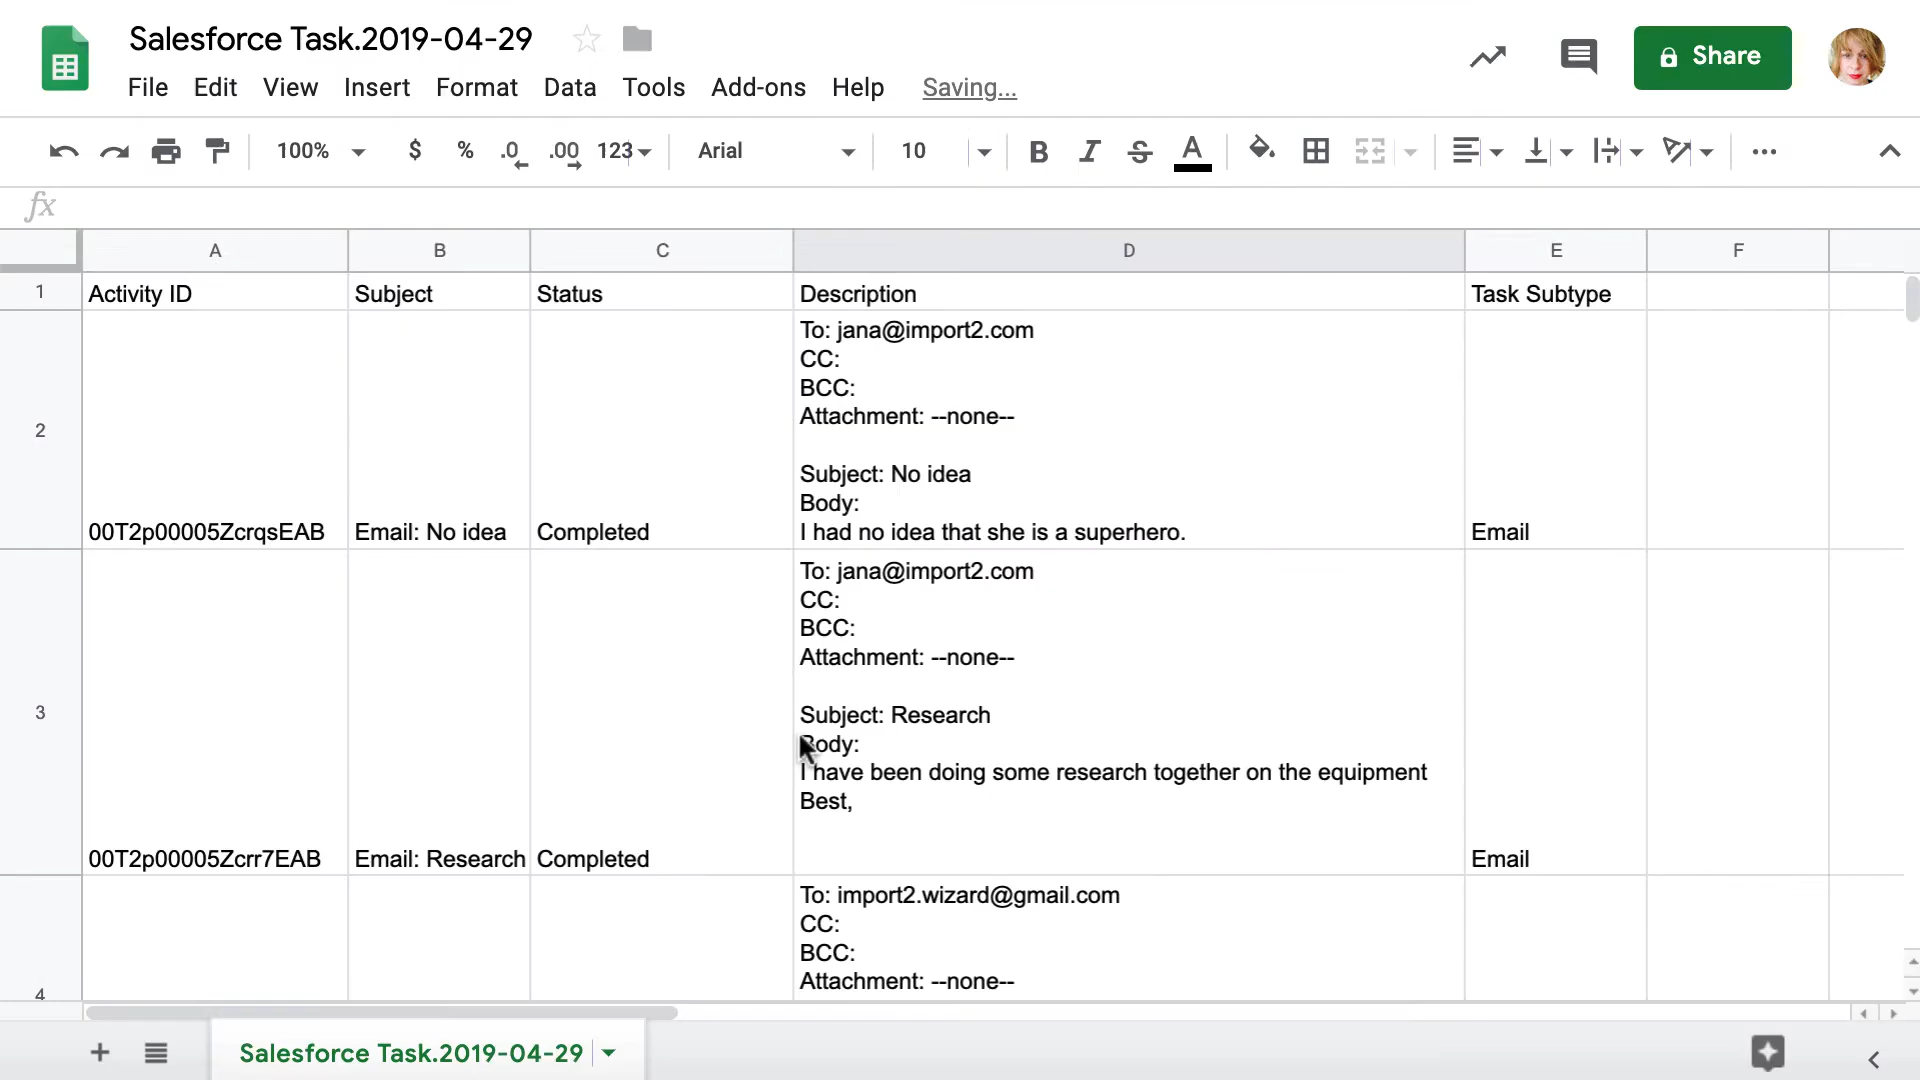 Salesforce Task.2019-04-29
File Edit View Insert Format Data Tools Add-ons Help Saving...
Share
100% $ % .0 .00 123 Arial 10 B I S A
fx
A B C D E F
1 Activity ID Subject Status Description Task Subtype
To: jana@import2.com
CC:
BCC:
Attachment: --none--
2
Subject: No idea
Body:
00T2p00005ZcrqsEAB Email: No idea Completed I had no idea that she is a superhero. Email
To: jana@import2.com
CC:
BCC:
Attachment: --none--
3
Subject: Research
Body:
I have been doing some research together on the equipment
Best,
00T2p00005Zcrr7EAB Email: Research Completed Email
To: import2.wizard@gmail.com
CC:
BCC:
Attachment: --none--
4
Salesforce Task.2019-04-29